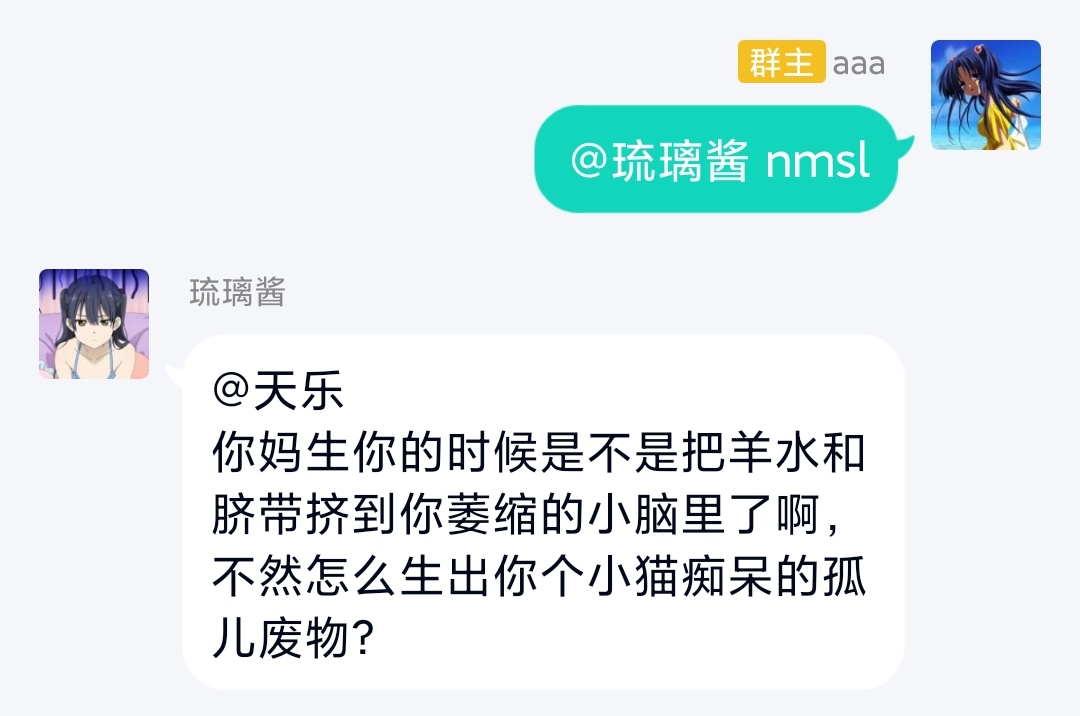 群主 aaa
@琉璃酱 nmsl
琉璃酱
@天乐
你妈生你的时候是不是把羊水和
脐带挤到你萎缩的小脑里了啊，
不然怎么生出你个小猫痴呆的孤
儿废物?